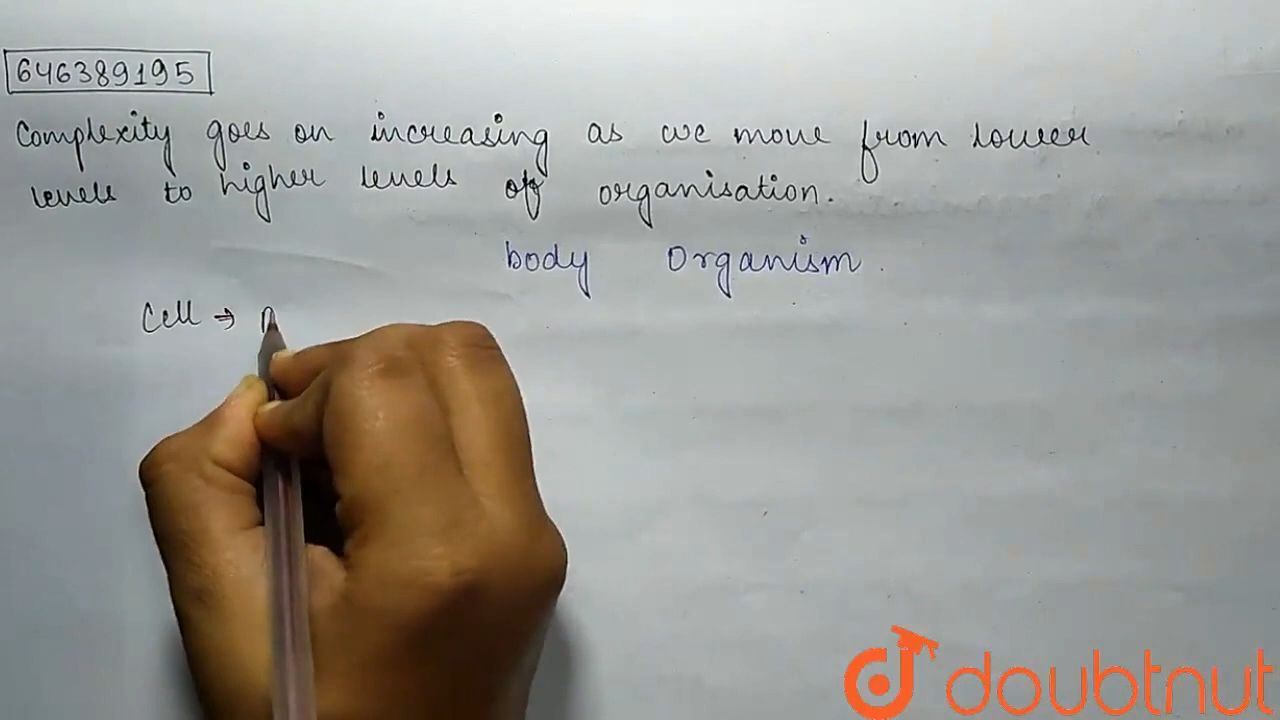 646389195
Complexity goes on increasing as we move from lower
levels to higher levels of organisation.
body Organism
Cell →
doubtnut